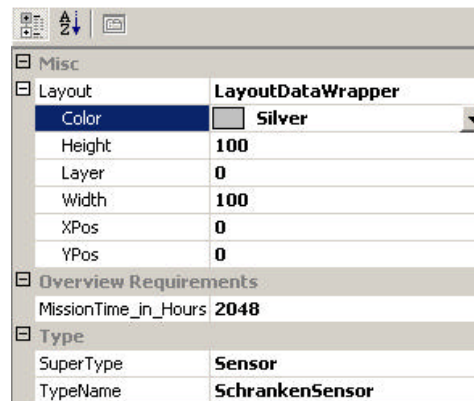 A
Z
Misc
Layout LayoutDataWrapper
Color Silver
Height 100
Layer 0
Width 100
XPos 0
YPos 0
Overview Requirements
MissionTime_in_Hours 2048
Type
SuperType Sensor
TypeName SchrankenSensor